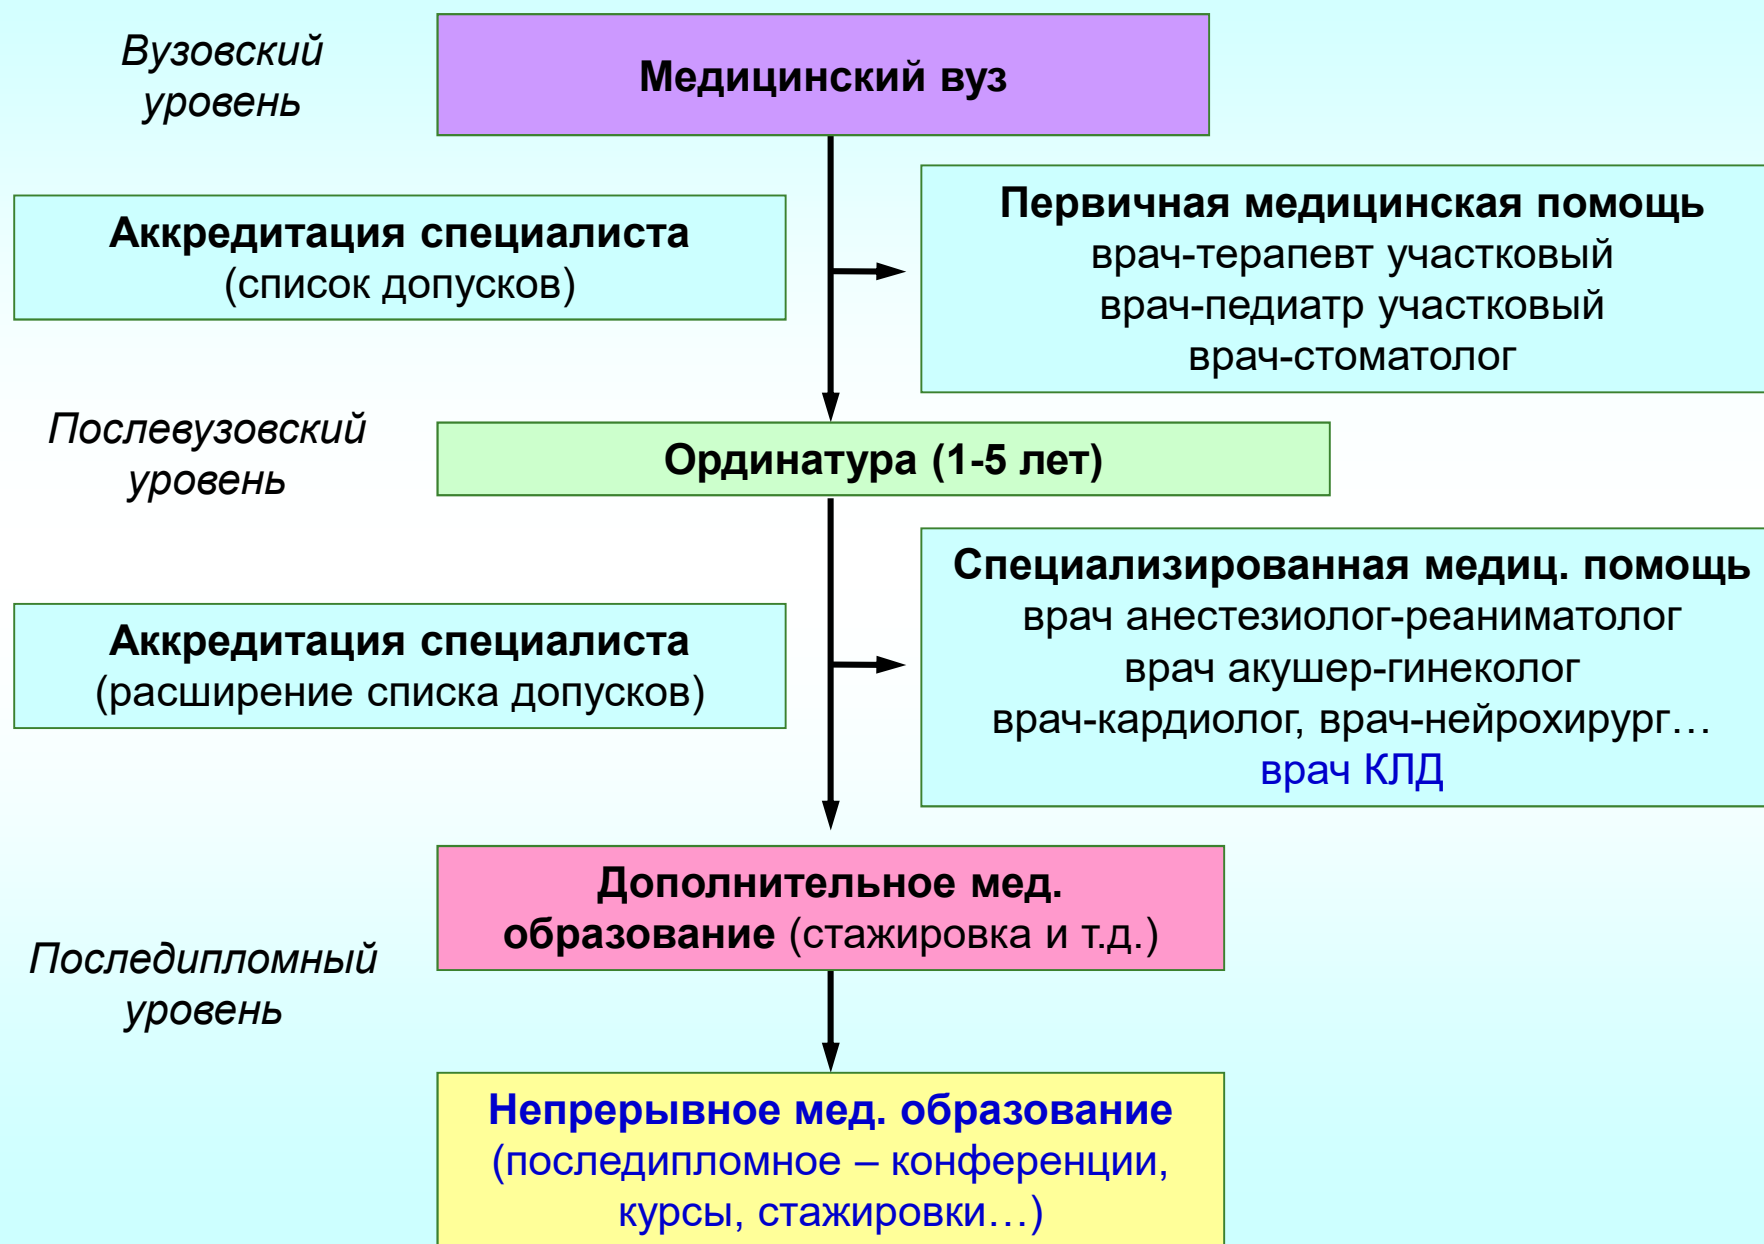 Вузовский
уровень
Медицинский вуз
Аккредитация специалиста
(список допусков)
Первичная медицинская помощь
врач-терапевт участковый
врач-педиатр участковый
врач-стоматолог
Послевузовский
уровень
Ординатура (1-5 лет)
Аккредитация специалиста
(расширение списка допусков)
Специализированная медиц. помощь
врач анестезиолог-реаниматолог
врач акушер-гинеколог
врач-кардиолог, врач-нейрохирург…
врач КЛД
Последипломный
уровень
Дополнительное мед.
образование (стажировка и т.д.)
Непрерывное мед. образование
(последипломное – конференции,
курсы, стажировки…)